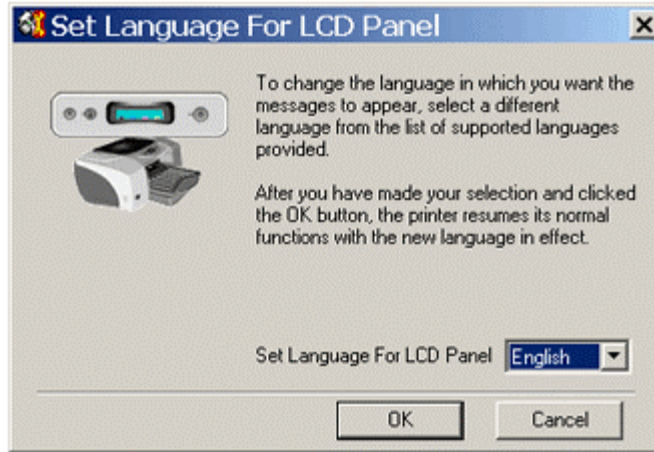 Set Language For LCD Panel
To change the language in which you want the
messages to appear, select a different
language from the list of supported languages
provided.
After you have made your selection and clicked
the OK button, the printer resumes its normal
functions with the new language in effect.
Set Language For LCD Panel English
OK Cancel